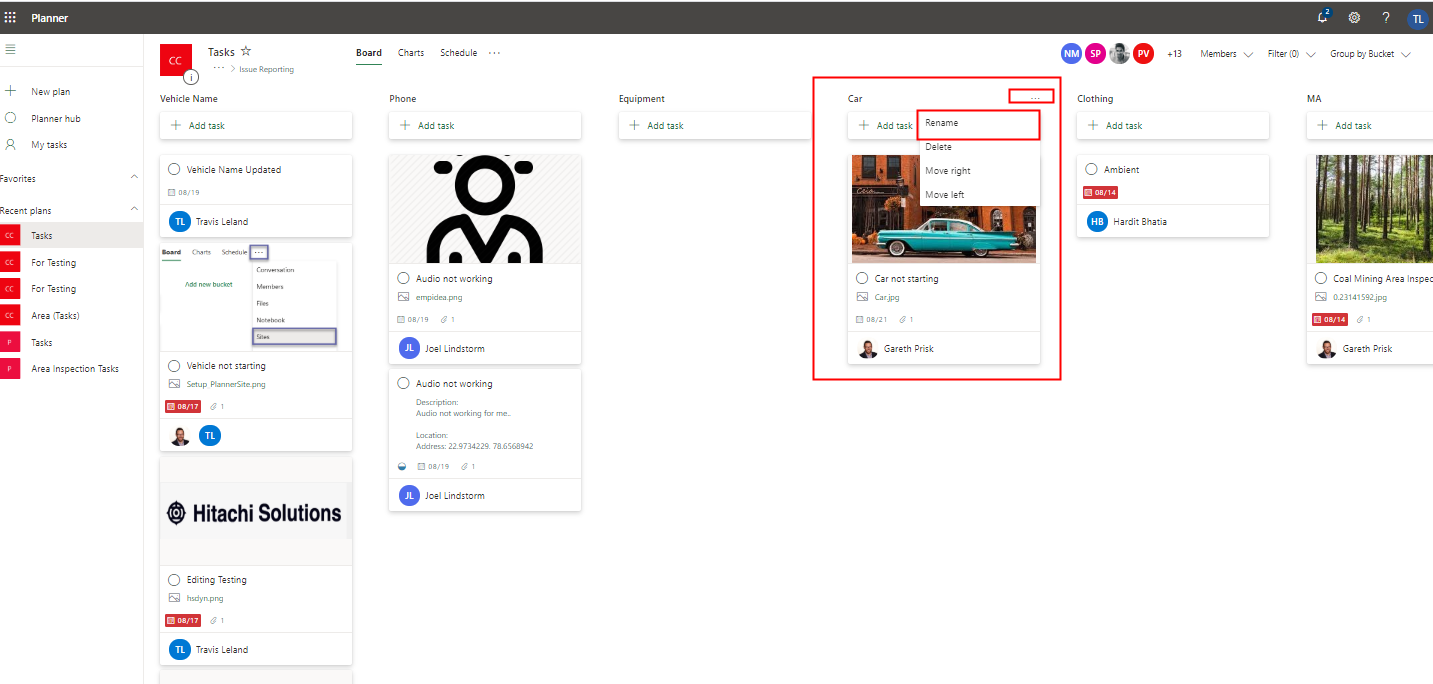 Planner
2
?
TL
CC
Tasks
Board
Charts
Schedule
...
... > Issue Reporting
i
NM
SP
PV
+13
Members
Filter (0)
Group by Bucket
New plan
Planner hub
My tasks
Favorites
Recent plans
CC Tasks
CC For Testing
CC For Testing
CC Area (Tasks)
P Tasks
P Area Inspection Tasks
Vehicle Name
+ Add task
Vehicle Name Updated
08/19
TL Travis Leland
Board
Charts
Schedule
...
Add new bucket
Conversation
Members
Files
Notebook
Sites
Vehicle not starting
Setup_PlannerSite.png
08/17
1
TL
Hitachi Solutions
Editing Testing
hsdyn.png
08/17
1
TL Travis Leland
Phone
+ Add task
Audio not working
empidea.png
08/19
1
JL Joel Lindstorm
Audio not working
Description:
Audio not working for me..
Location:
Address: 22.9734229. 78.6568942
08/19
1
JL Joel Lindstorm
Equipment
+ Add task
Car
...
+ Add task
Rename
Delete
Move right
Move left
Car not starting
Car.jpg
08/21
1
Gareth Prisk
Clothing
+ Add task
Ambient
08/14
HB Hardit Bhatia
MA
+ Add task
Coal Mining Area Inspec
0.23141592.jpg
08/14
1
Gareth Prisk